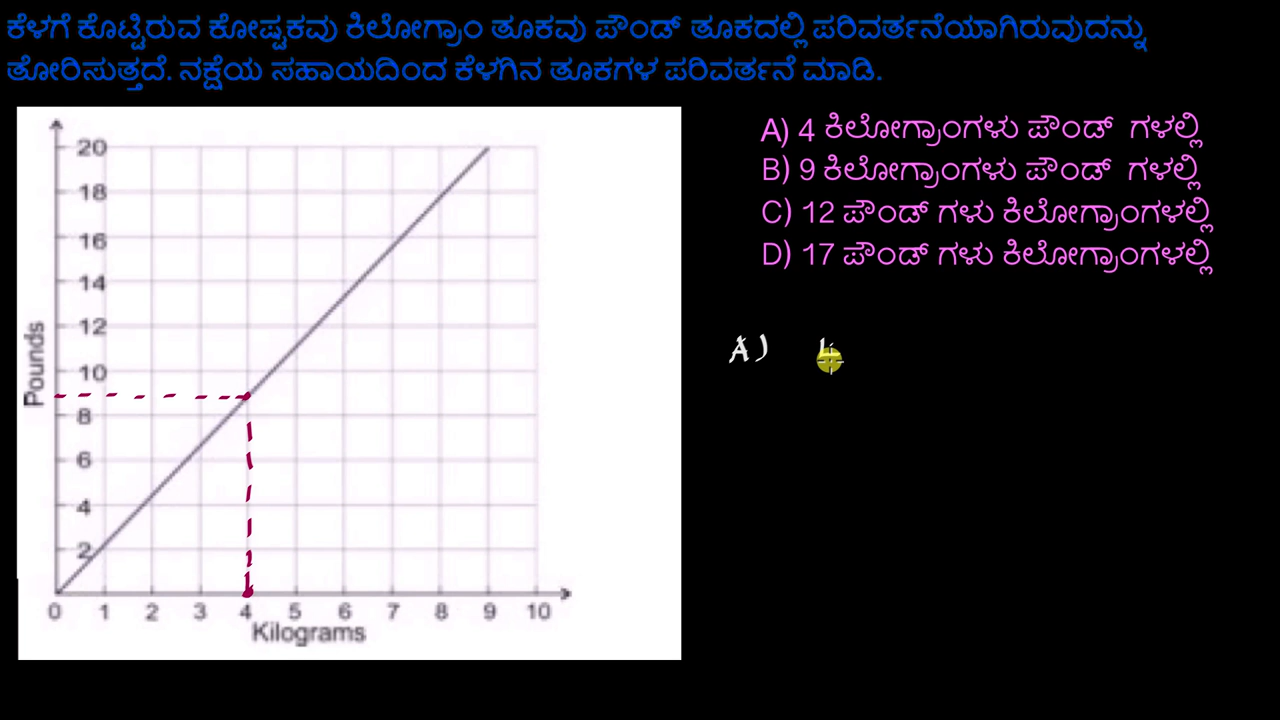 ಕೆಳಗೆ ಕೊಟ್ಟಿರುವ ಕೋಷ್ಟಕವು ಕಿಲೋಗ್ರಾಂ ತೂಕವು ಪೌಂಡ್ ತೂಕದಲ್ಲಿ ಪರಿವರ್ತನೆಯಾಗಿರುವುದನ್ನು
ತೋರಿಸುತ್ತದೆ. ನಕ್ಷೆಯ ಸಹಾಯದಿಂದ ಕೆಳಗಿನ ತೂಕಗಳ ಪರಿವರ್ತನೆ ಮಾಡಿ.
20
18
16
14
12
10
8
6
4
2
Pounds
0 1 2 3 4 5 6 7 8 9 10
Kilograms
A) 4 ಕಿಲೋಗ್ರಾಂಗಳು ಪೌಂಡ್ ಗಳಲ್ಲಿ
B) 9 ಕಿಲೋಗ್ರಾಂಗಳು ಪೌಂಡ್ ಗಳಲ್ಲಿ
C) 12 ಪೌಂಡ್ ಗಳು ಕಿಲೋಗ್ರಾಂಗಳಲ್ಲಿ
D) 17 ಪೌಂಡ್ ಗಳು ಕಿಲೋಗ್ರಾಂಗಳಲ್ಲಿ
A)